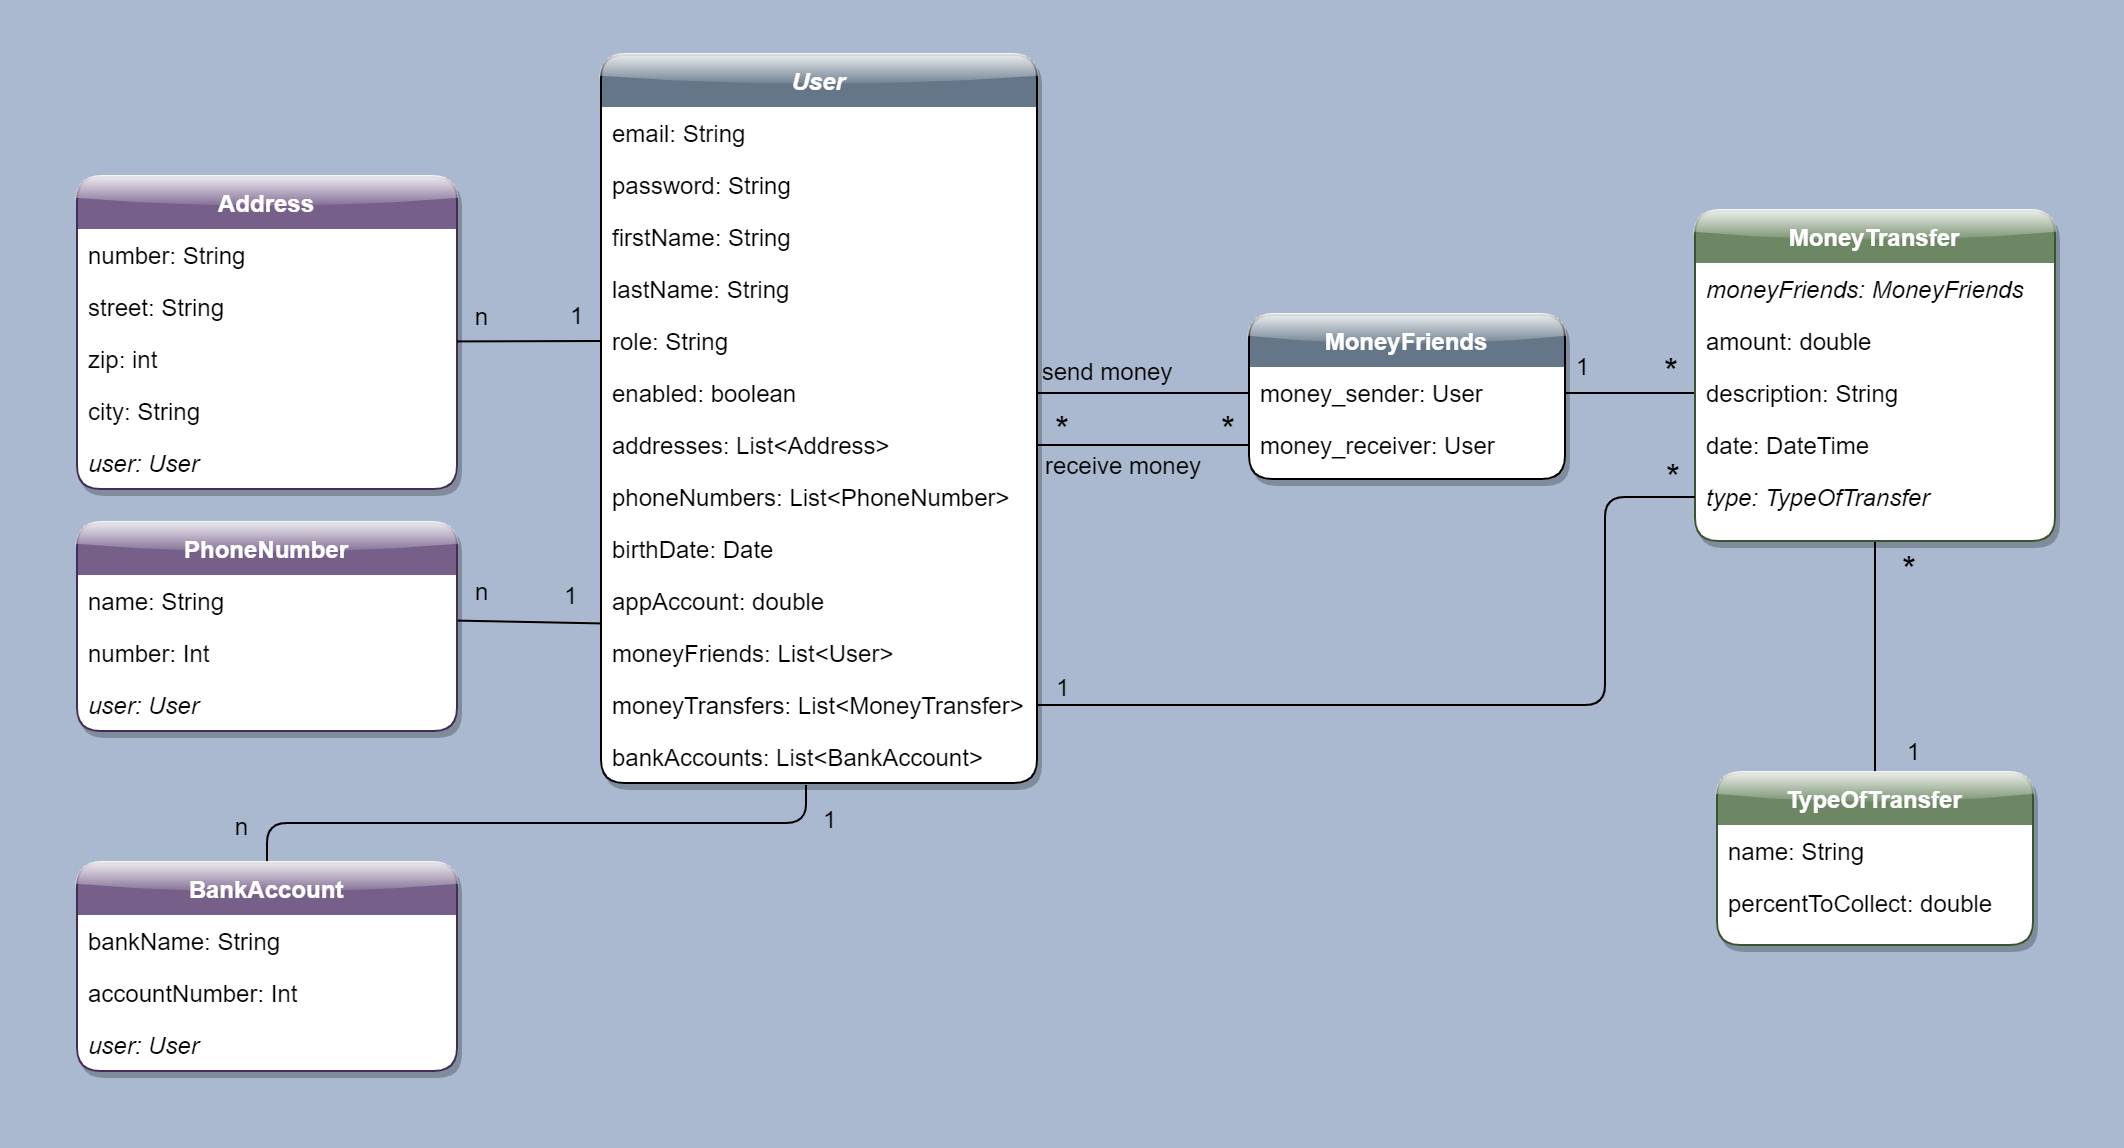 User
email: String
password: String
firstName: String
lastName: String
role: String
enabled: boolean
addresses: List<Address>
phoneNumbers: List<PhoneNumber>
birthDate: Date
appAccount: double
moneyFriends: List<User>
moneyTransfers: List<MoneyTransfer>
bankAccounts: List<BankAccount>
Address
number: String
street: String
zip: int
city: String
user: User
n
1
PhoneNumber
name: String
number: Int
user: User
n
1
BankAccount
bankName: String
accountNumber: Int
user: User
n
1
send money
*
*
receive money
MoneyFriends
money_sender: User
money_receiver: User
1
*
MoneyTransfer
moneyFriends: MoneyFriends
amount: double
description: String
date: DateTime
type: TypeOfTransfer
*
1
*
1
TypeOfTransfer
name: String
percentToCollect: double